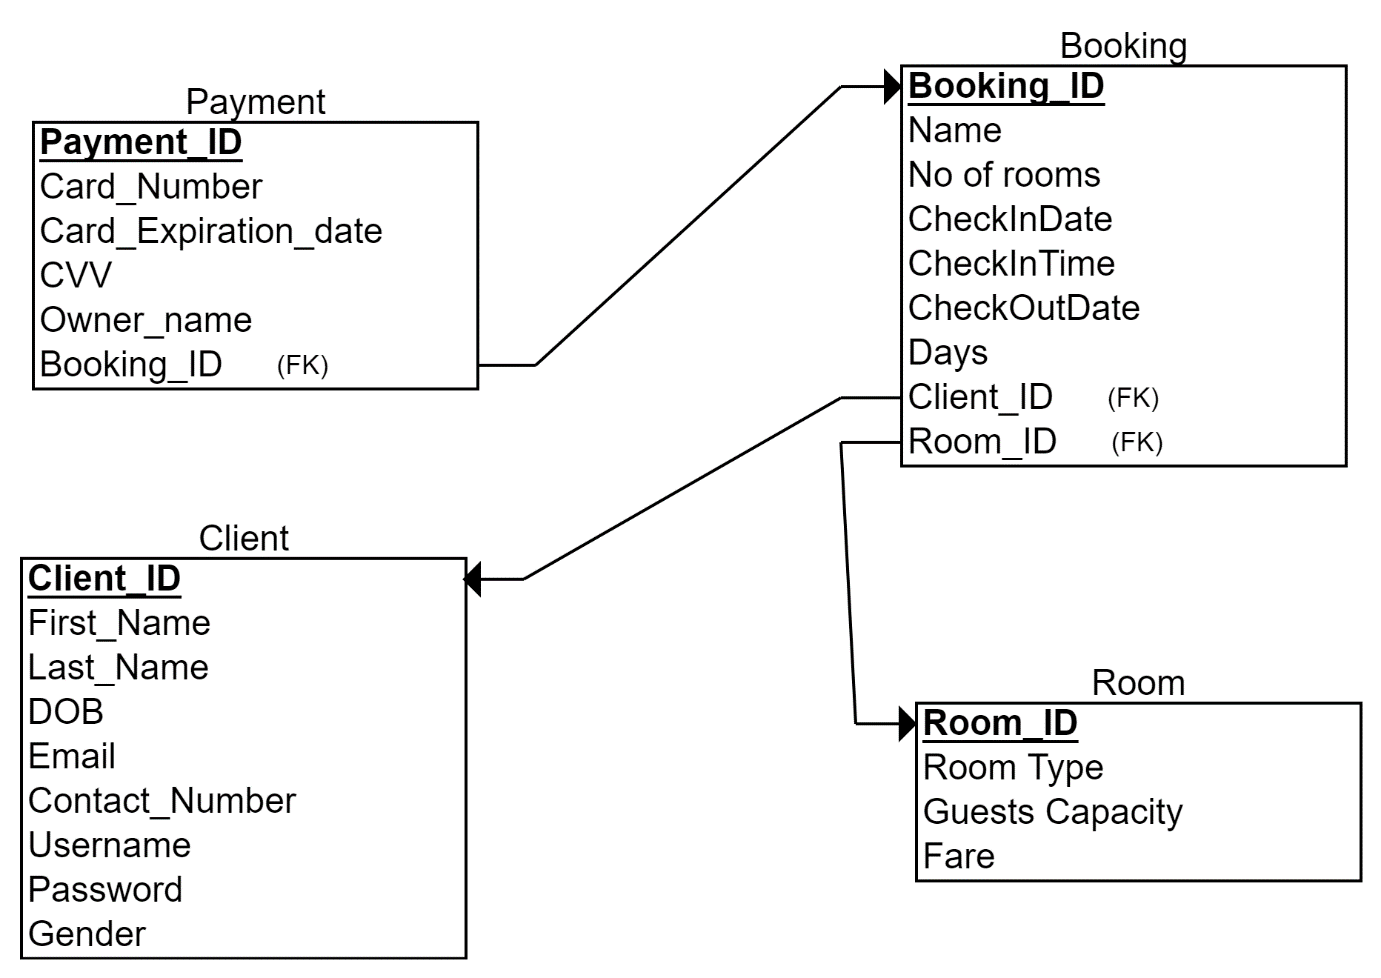 Payment
Payment_ID
Card_Number
Card_Expiration_date
CVV
Owner_name
Booking_ID (FK)
Booking
Booking_ID
Name
No of rooms
CheckInDate
CheckInTime
CheckOutDate
Days
Client_ID (FK)
Room_ID (FK)
Client
Client_ID
First_Name
Last_Name
DOB
Email
Contact_Number
Username
Password
Gender
Room
Room_ID
Room Type
Guests Capacity
Fare